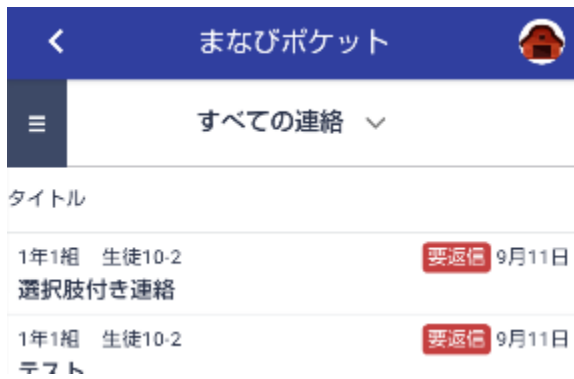 まなびポケット
すべての連絡
タイトル
1年1組 生徒10-2 要返信 9月11日
選択肢付き連絡
1年1組 生徒10-2 要返信 9月11日
テスト